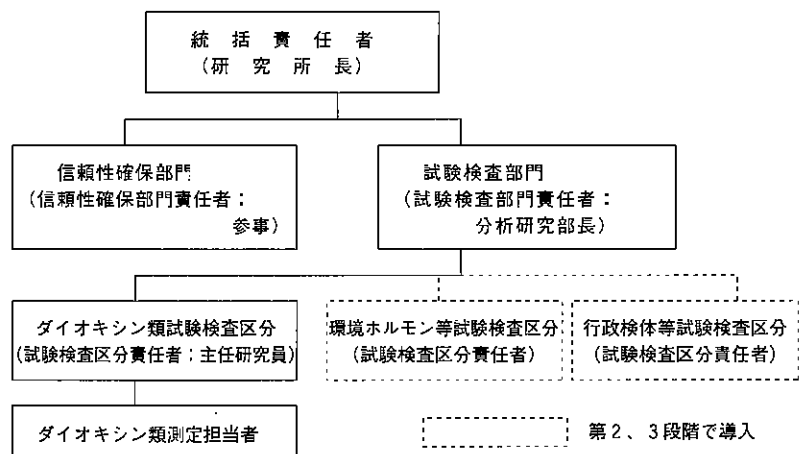 統括責任者
(研究所長)
信頼性確保部門
(信頼性確保部門責任者:
参事)
試験検査部門
(試験検査部門責任者:
分析研究部長)
ダイオキシン類試験検査区分
(試験検査区分責任者:主任研究員)
環境ホルモン等試験検査区分
(試験検査区分責任者)
行政検体等試験検査区分
(試験検査区分責任者)
ダイオキシン類測定担当者
第2、3段階で導入